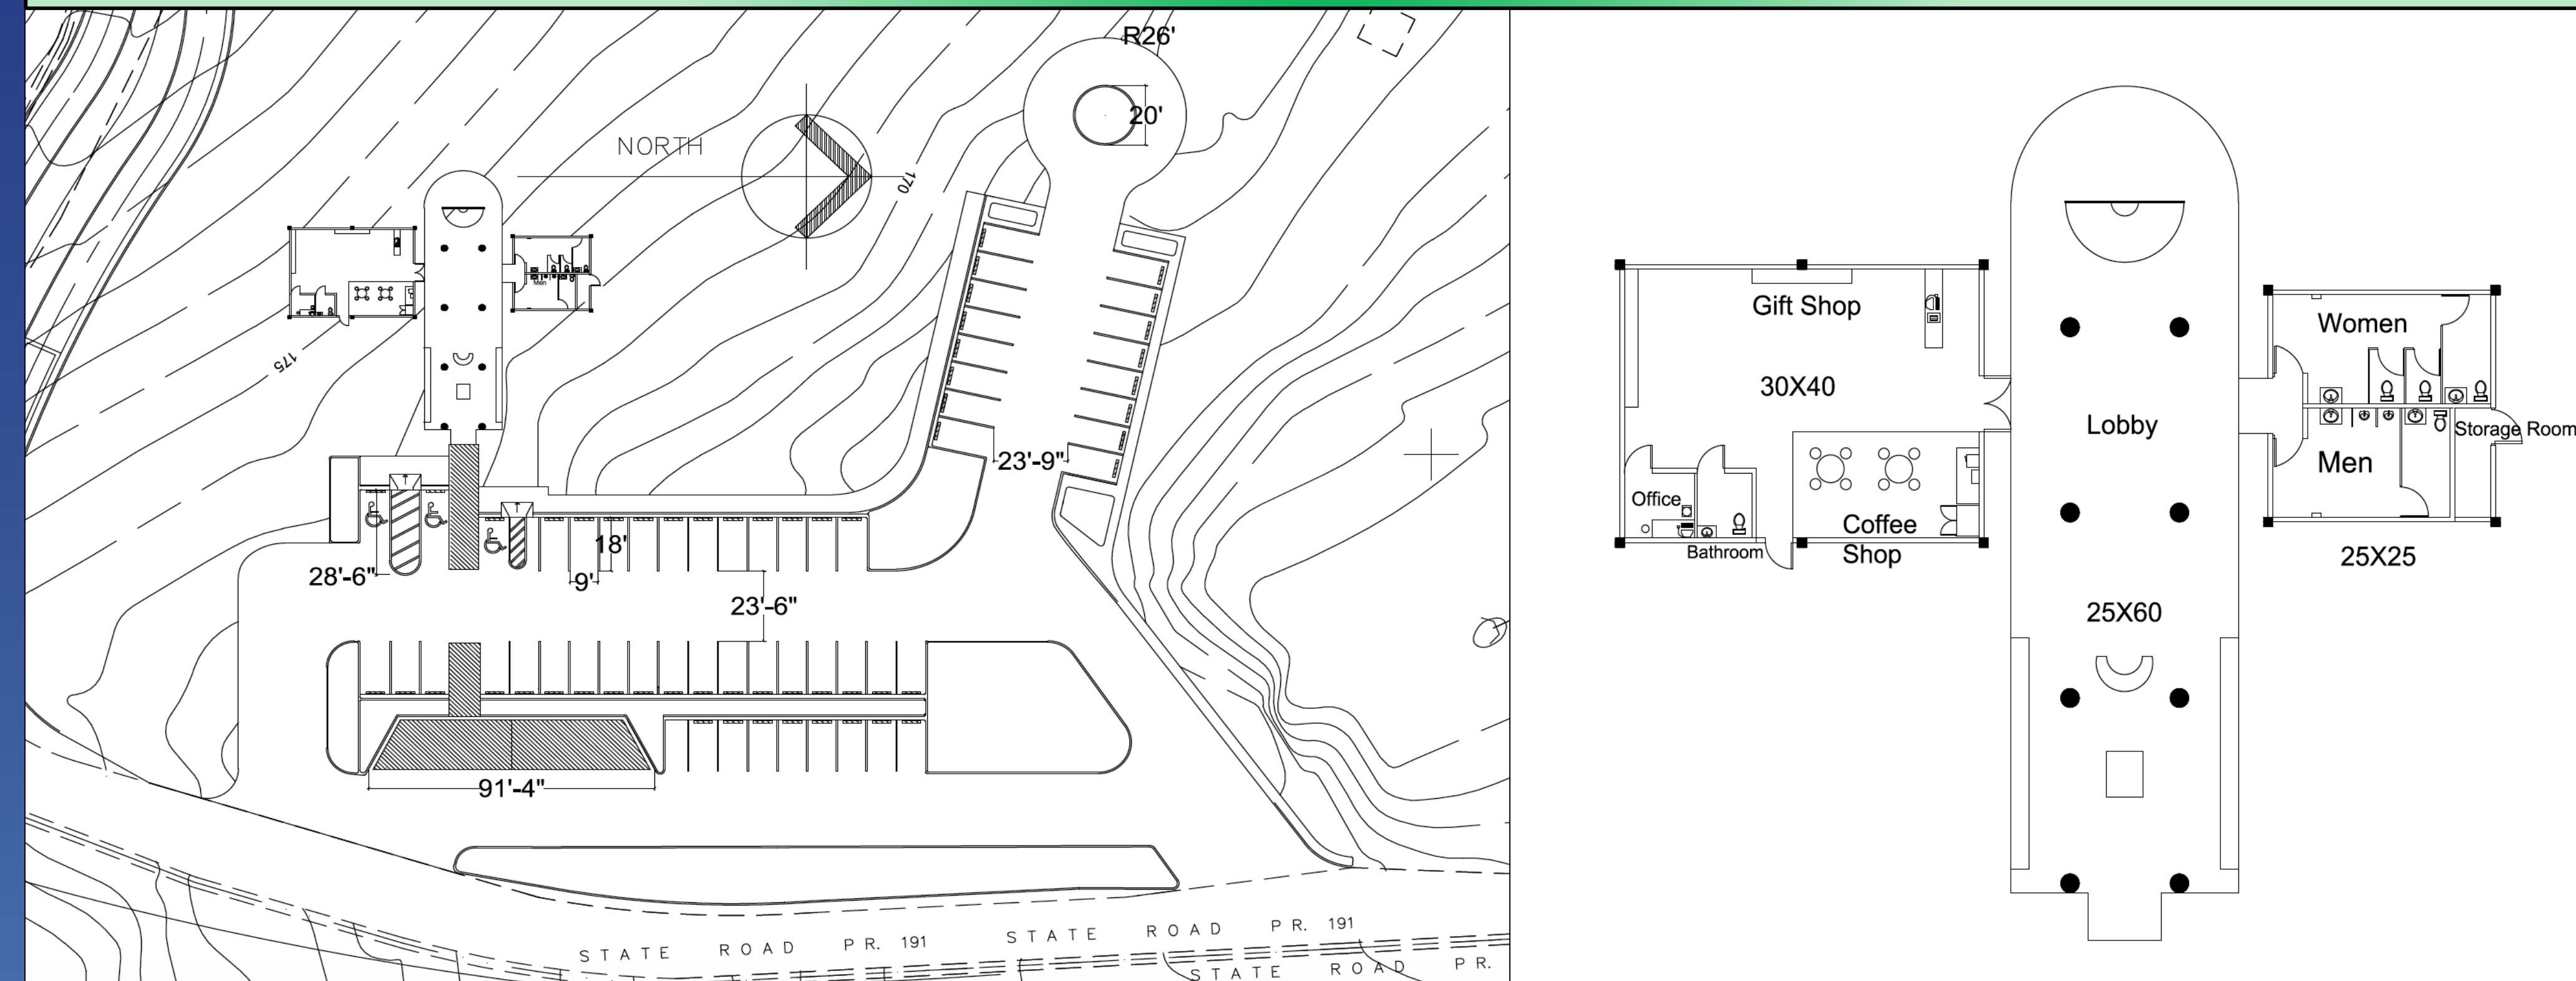 R26'
20'
NORTH
170
Men
175
23'-9"
18'
28'-6"
9'
23'-6"
91'-4"
STATE ROAD PR. 191
STATE ROAD PR. 191
STATE ROAD PR.
Gift Shop
30X40
Office
Bathroom
Coffee
Shop
Lobby
25X60
Women
Storage Room
Men
25X25